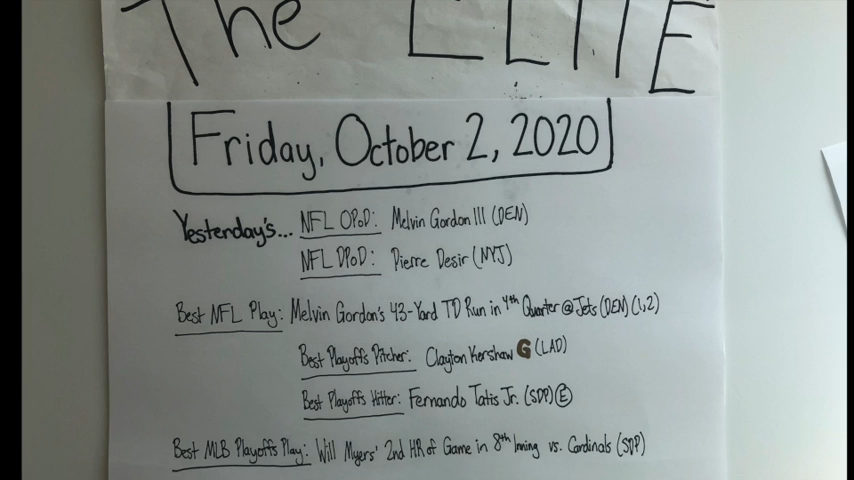 The ELITE
Friday, October 2, 2020
Yesterday's... NFL OPoD: Melvin Gordon III (DEN)
NFL DPoD: Pierre Desir (NYJ)
Best NFL Play: Melvin Gordon's 43-Yard TD Run in 4th Quarter @ Jets (DEN) (1,2)
Best Playoffs Pitcher: Clayton Kershaw G (LAD)
Best Playoffs Hitter: Fernando Tatis Jr. (SDP) E
Best MLB Playoffs Play: Will Myers' 2nd HR of Game in 8th Inning vs. Cardinals (SDP)